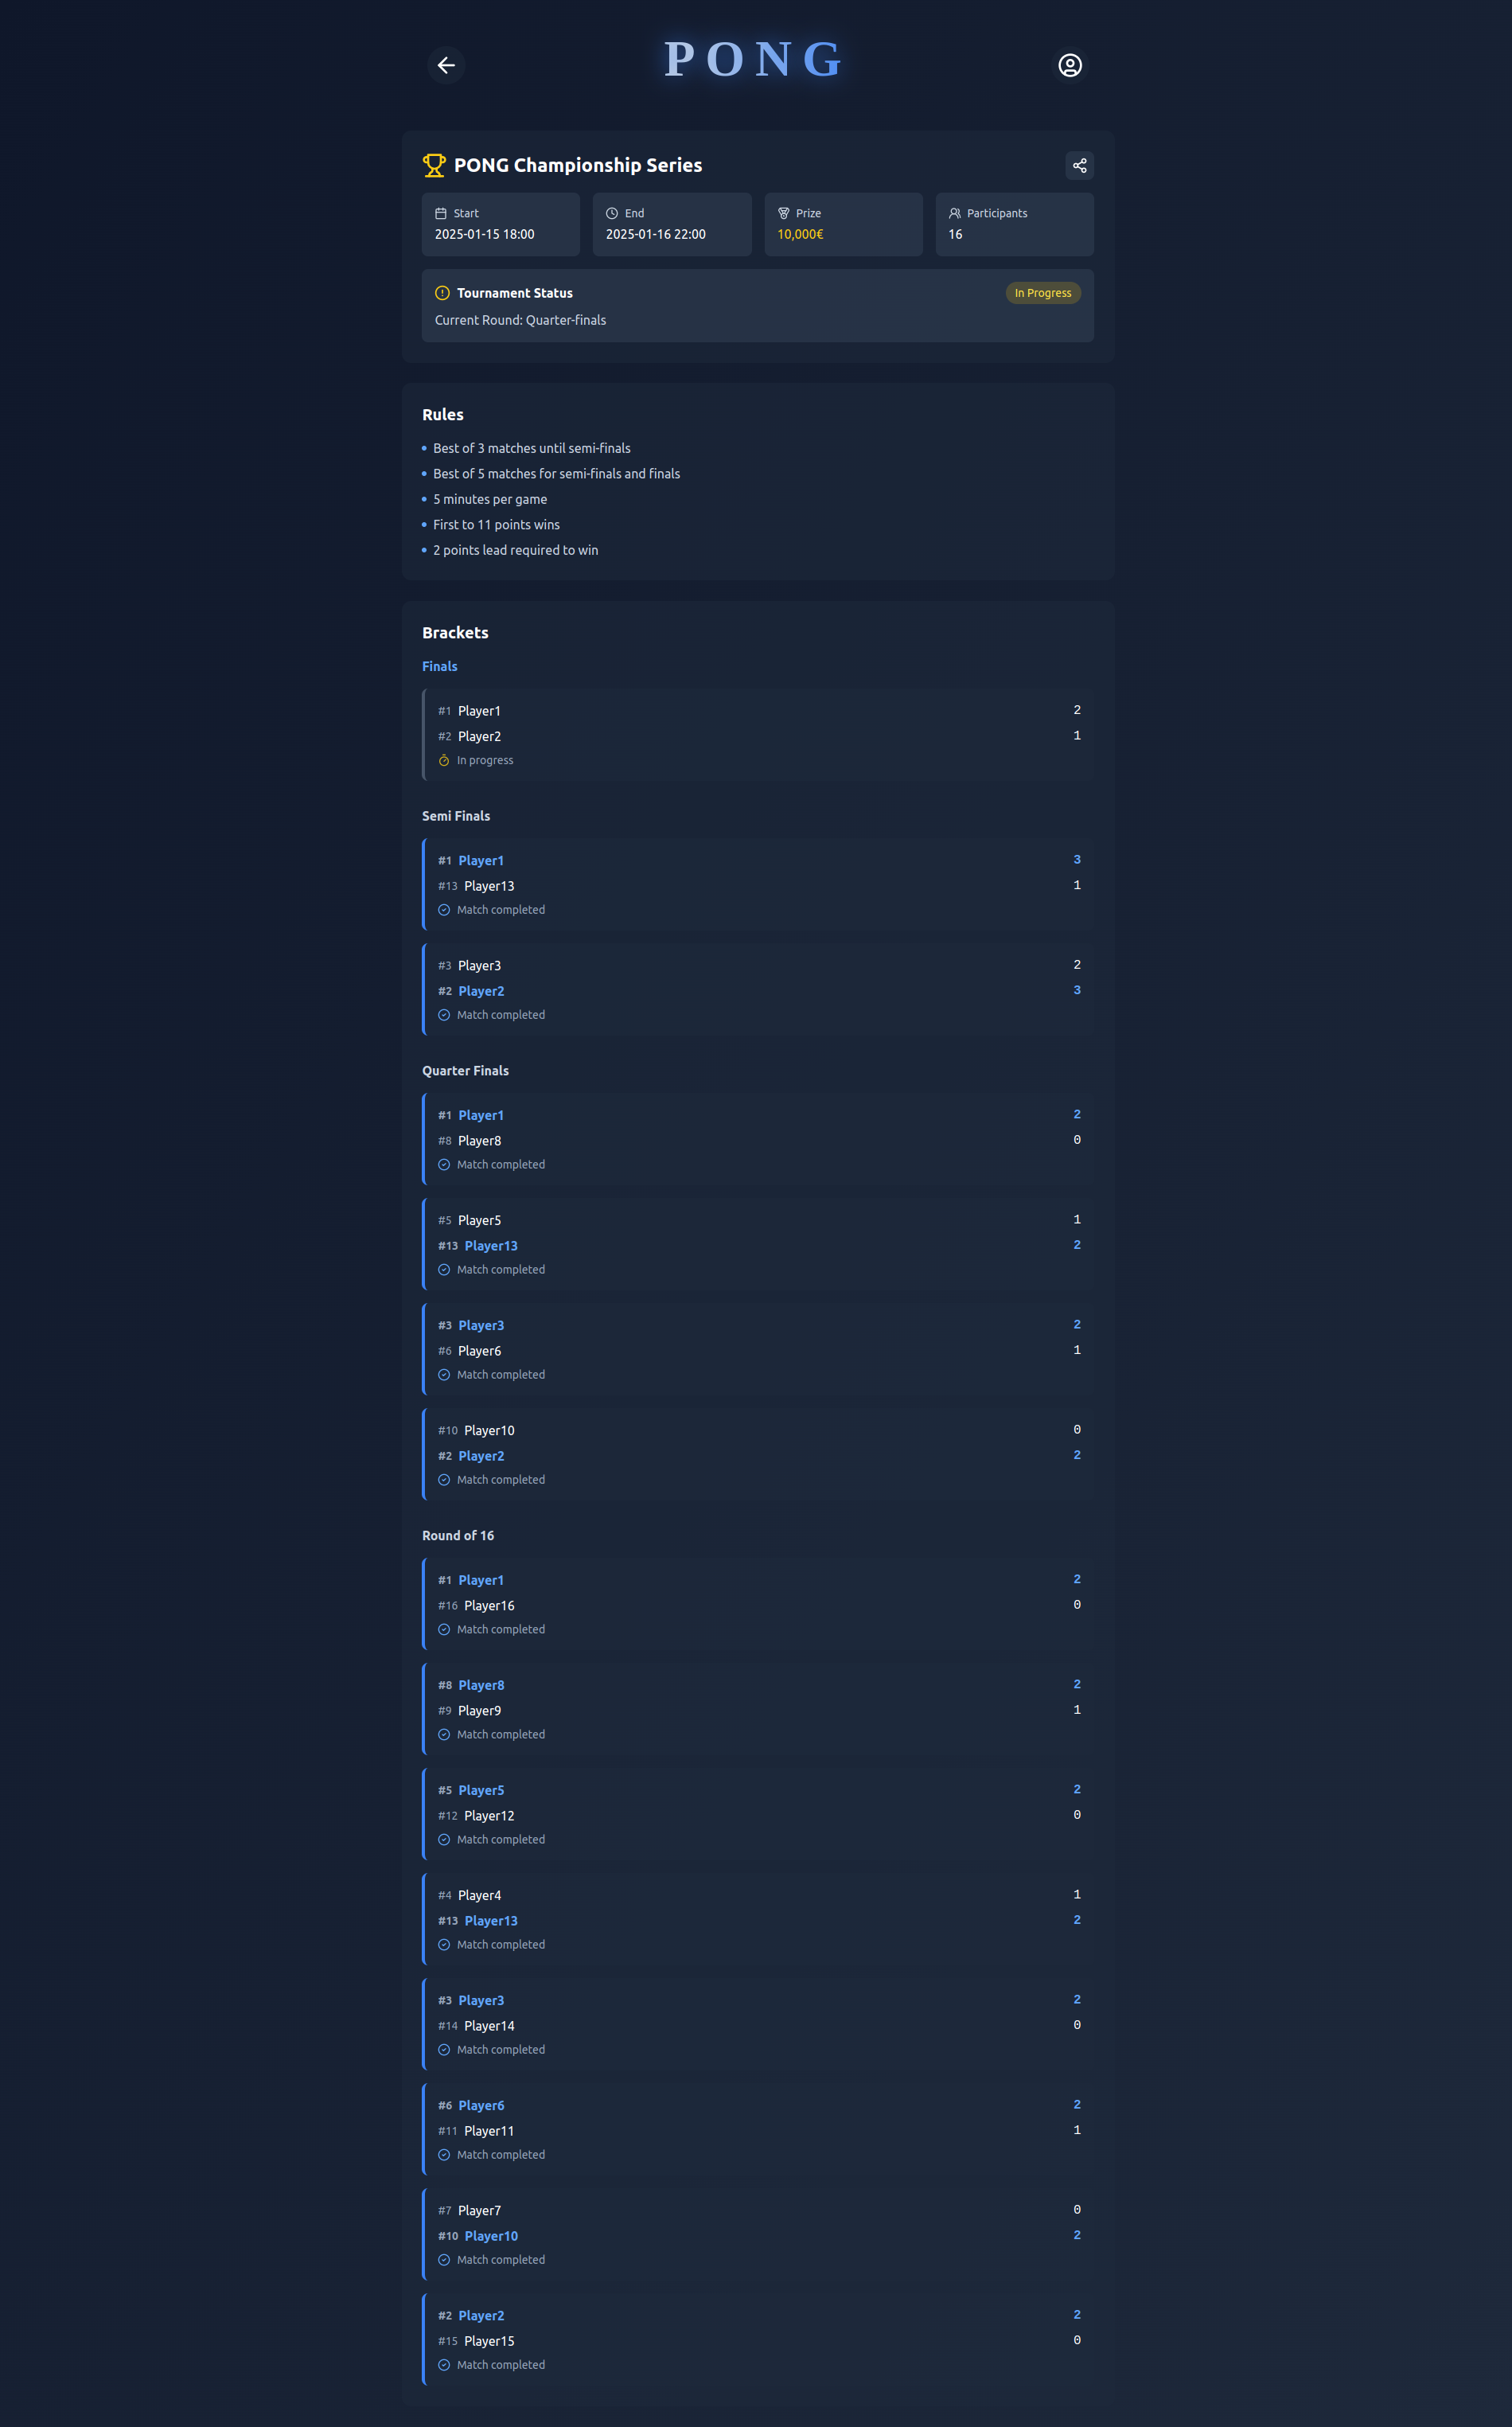 PONG
PONG Championship Series
Start
2025-01-15 18:00
End
2025-01-16 22:00
Prize
10,000€
Participants
16
Tournament Status
In Progress
Current Round: Quarter-finals
Rules
Best of 3 matches until semi-finals
Best of 5 matches for semi-finals and finals
5 minutes per game
First to 11 points wins
2 points lead required to win
Brackets
Finals
#1 Player1 2
#2 Player2 1
In progress
Semi Finals
#1 Player1 3
#13 Player13 1
Match completed
#3 Player3 2
#2 Player2 3
Match completed
Quarter Finals
#1 Player1 2
#8 Player8 0
Match completed
#5 Player5 1
#13 Player13 2
Match completed
#3 Player3 2
#6 Player6 1
Match completed
#10 Player10 0
#2 Player2 2
Match completed
Round of 16
#1 Player1 2
#16 Player16 0
Match completed
#8 Player8 2
#9 Player9 1
Match completed
#5 Player5 2
#12 Player12 0
Match completed
#4 Player4 1
#13 Player13 2
Match completed
#3 Player3 2
#14 Player14 0
Match completed
#6 Player6 2
#11 Player11 1
Match completed
#7 Player7 0
#10 Player10 2
Match completed
#2 Player2 2
#15 Player15 0
Match completed